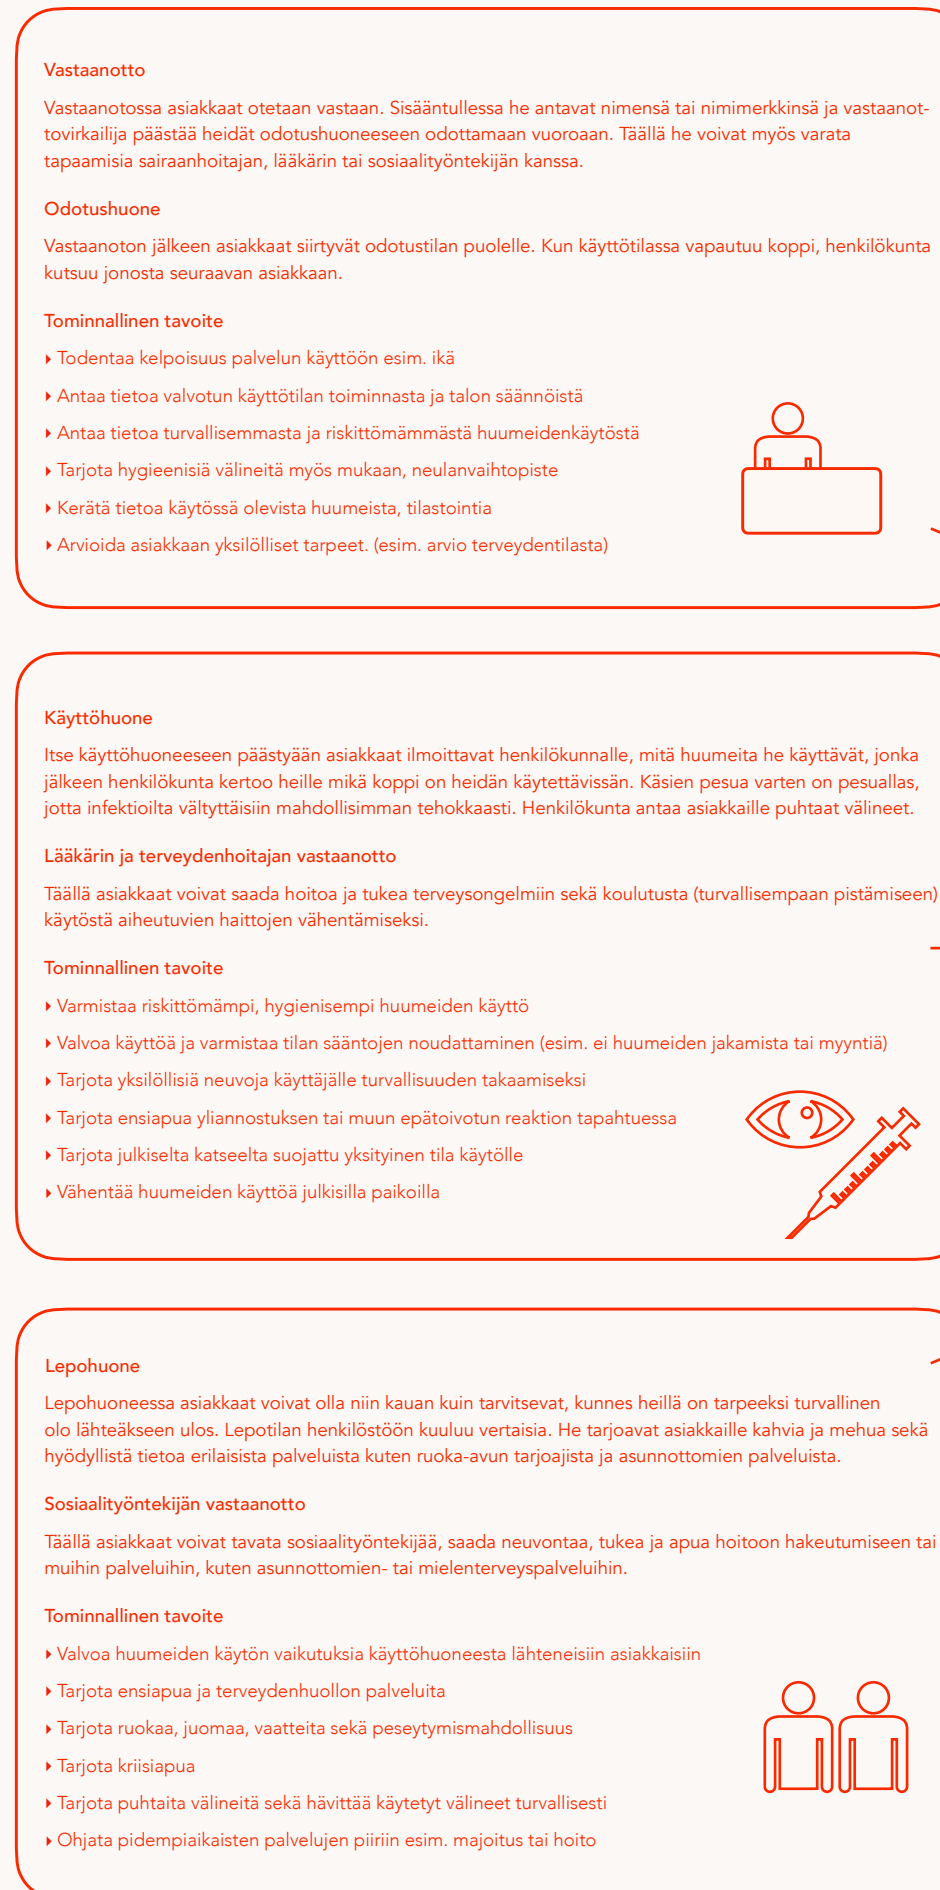 Vastaanotto
Vastaanotossa asiakkaat otetaan vastaan. Sisääntullessa he antavat nimensä tai nimimerkkinsä ja vastaanot-
tovirkailija päästää heidät odotushuoneeseen odottamaan vuoroaan. Täällä he voivat myös varata
tapaamisia sairaanhoitajan, lääkärin tai sosiaalityöntekijän kanssa.
Odotushuone
Vastaanoton jälkeen asiakkaat siirtyvät odotustilan puolelle. Kun käyttötilassa vapautuu koppi, henkilökunta
kutsuu jonosta seuraavan asiakkaan.
Tominnallinen tavoite
‣ Todentaa kelpoisuus palvelun käyttöön esim. ikä
‣ Antaa tietoa valvotun käyttötilan toiminnasta ja talon säännöistä
‣ Antaa tietoa turvallisemmasta ja riskittömämmästä huumeidenkäytöstä
‣ Tarjota hygieenisiä välineitä myös mukaan, neulanvaihtopiste
‣ Kerätä tietoa käytössä olevista huumeista, tilastointia
‣ Arvioida asiakkaan yksilölliset tarpeet. (esim. arvio terveydentilasta)
Käyttöhuone
Itse käyttöhuoneeseen päästyään asiakkaat ilmoittavat henkilökunnalle, mitä huumeita he käyttävät, jonka
jälkeen henkilökunta kertoo heille mikä koppi on heidän käytettävissän. Käsien pesua varten on pesuallas,
jotta infektioilta vältyttäisiin mahdollisimman tehokkaasti. Henkilökunta antaa asiakkaille puhtaat välineet.
Lääkärin ja terveydenhoitajan vastaanotto
Täällä asiakkaat voivat saada hoitoa ja tukea terveysongelmiin sekä koulutusta (turvallisempaan pistämiseen)
käytöstä aiheutuvien haittojen vähentämiseksi.
Tominnallinen tavoite
‣ Varmistaa riskittömämpi, hygienisempi huumeiden käyttö
‣ Valvoa käyttöä ja varmistaa tilan sääntojen noudattaminen (esim. ei huumeiden jakamista tai myyntiä)
‣ Tarjota yksilöllisiä neuvoja käyttäjälle turvallisuuden takaamiseksi
‣ Tarjota ensiapua yliannostuksen tai muun epätoivotun reaktion tapahtuessa
‣ Tarjota julkiselta katseelta suojattu yksityinen tila käytölle
‣ Vähentää huumeiden käyttöä julkisilla paikoilla
Lepohuone
Lepohuoneessa asiakkaat voivat olla niin kauan kuin tarvitsevat, kunnes heillä on tarpeeksi turvallinen
olo lähteäkseen ulos. Lepotilan henkilöstöön kuuluu vertaisia. He tarjoavat asiakkaille kahvia ja mehua sekä
hyödyllistä tietoa erilaisista palveluista kuten ruoka-avun tarjoajista ja asunnottomien palveluista.
Sosiaalityöntekijän vastaanotto
Täällä asiakkaat voivat tavata sosiaalityöntekijää, saada neuvontaa, tukea ja apua hoitoon hakeutumiseen tai
muihin palveluihin, kuten asunnottomien- tai mielenterveyspalveluihin.
Tominnallinen tavoite
‣ Valvoa huumeiden käytön vaikutuksia käyttöhuoneesta lähteneisiin asiakkaisiin
‣ Tarjota ensiapua ja terveydenhuollon palveluita
‣ Tarjota ruokaa, juomaa, vaatteita sekä peseytymismahdollisuus
‣ Tarjota kriisiapua
‣ Tarjota puhtaita välineitä sekä hävittää käytetyt välineet turvallisesti
‣ Ohjata pidempiaikaisten palvelujen piiriin esim. majoitus tai hoito